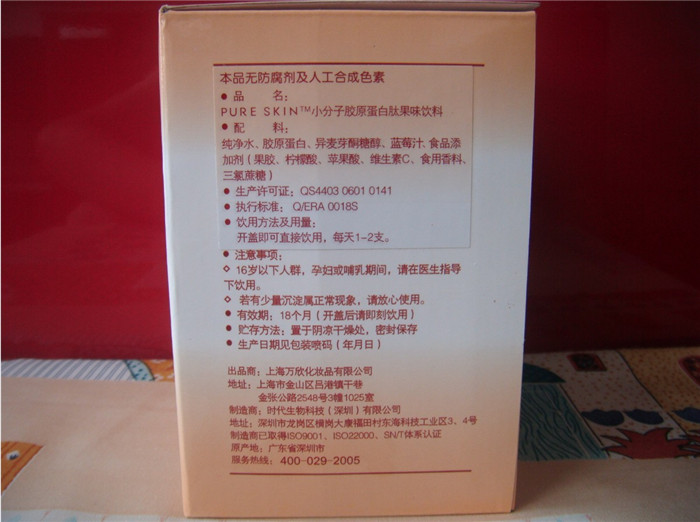 本品无防腐剂及人工合成色素
● 品 名：
PURE SKIN™小分子胶原蛋白肽果味饮料
● 配 料：
纯净水、胶原蛋白、异麦芽酮糖醇、蓝莓汁、食品添
加剂（果胶、柠檬酸、苹果酸、维生素C、食用香料、
三氯蔗糖）
● 生产许可证：QS4403 0601 0141
● 执行标准：Q/ERA 0018S
● 饮用方法及用量：
开盖即可直接饮用，每天1-2支。
● 注意事项：
◇ 16岁以下人群，孕妇或哺乳期间，请在医生指导
下饮用。
◇ 若有少量沉淀属正常现象，请放心使用。
● 有效期：18个月（开盖后请即刻饮用）
● 贮存方法：置于阴凉干燥处，密封保存
● 生产日期见包装喷码（年月日）
出品商：上海万欣化妆品有限公司
地址：上海市金山区吕港镇干巷
金张公路2548号3幢1025室
制造商：时代生物科技（深圳）有限公司
地址：深圳市龙岗区横岗大康福田村东海科技工业区3、4号
制造商已取得ISO9001、ISO22000、SN/T体系认证
原产地：广东省深圳市
服务热线：400-029-2005